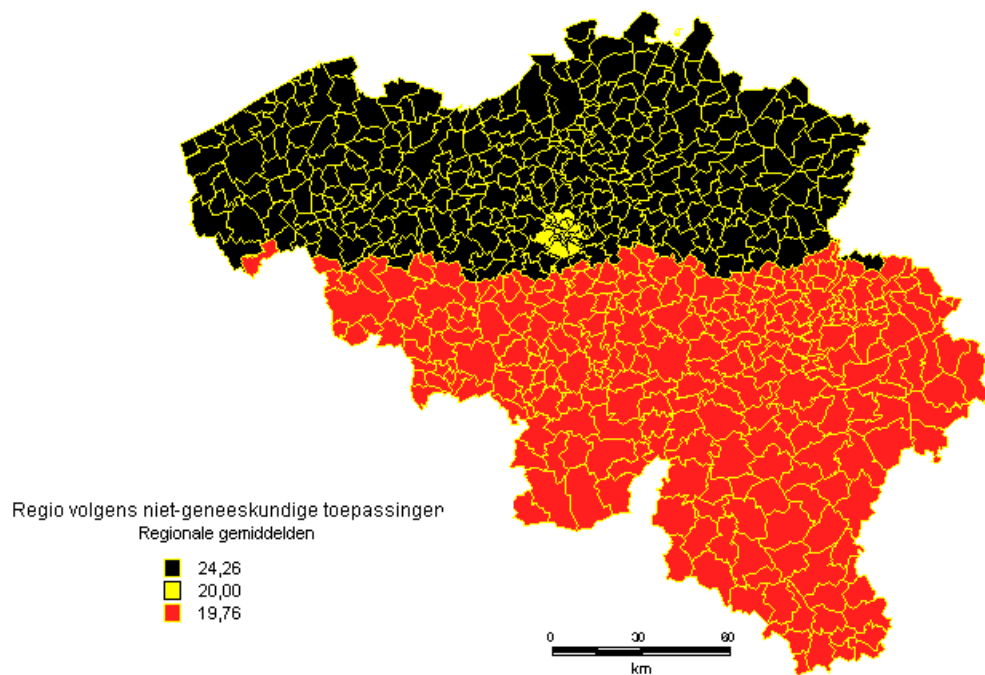 Regio volgens niet-geneeskundige toepassingen
Regionale gemiddelden
24,26
20,00
19,76
0 30 60
km